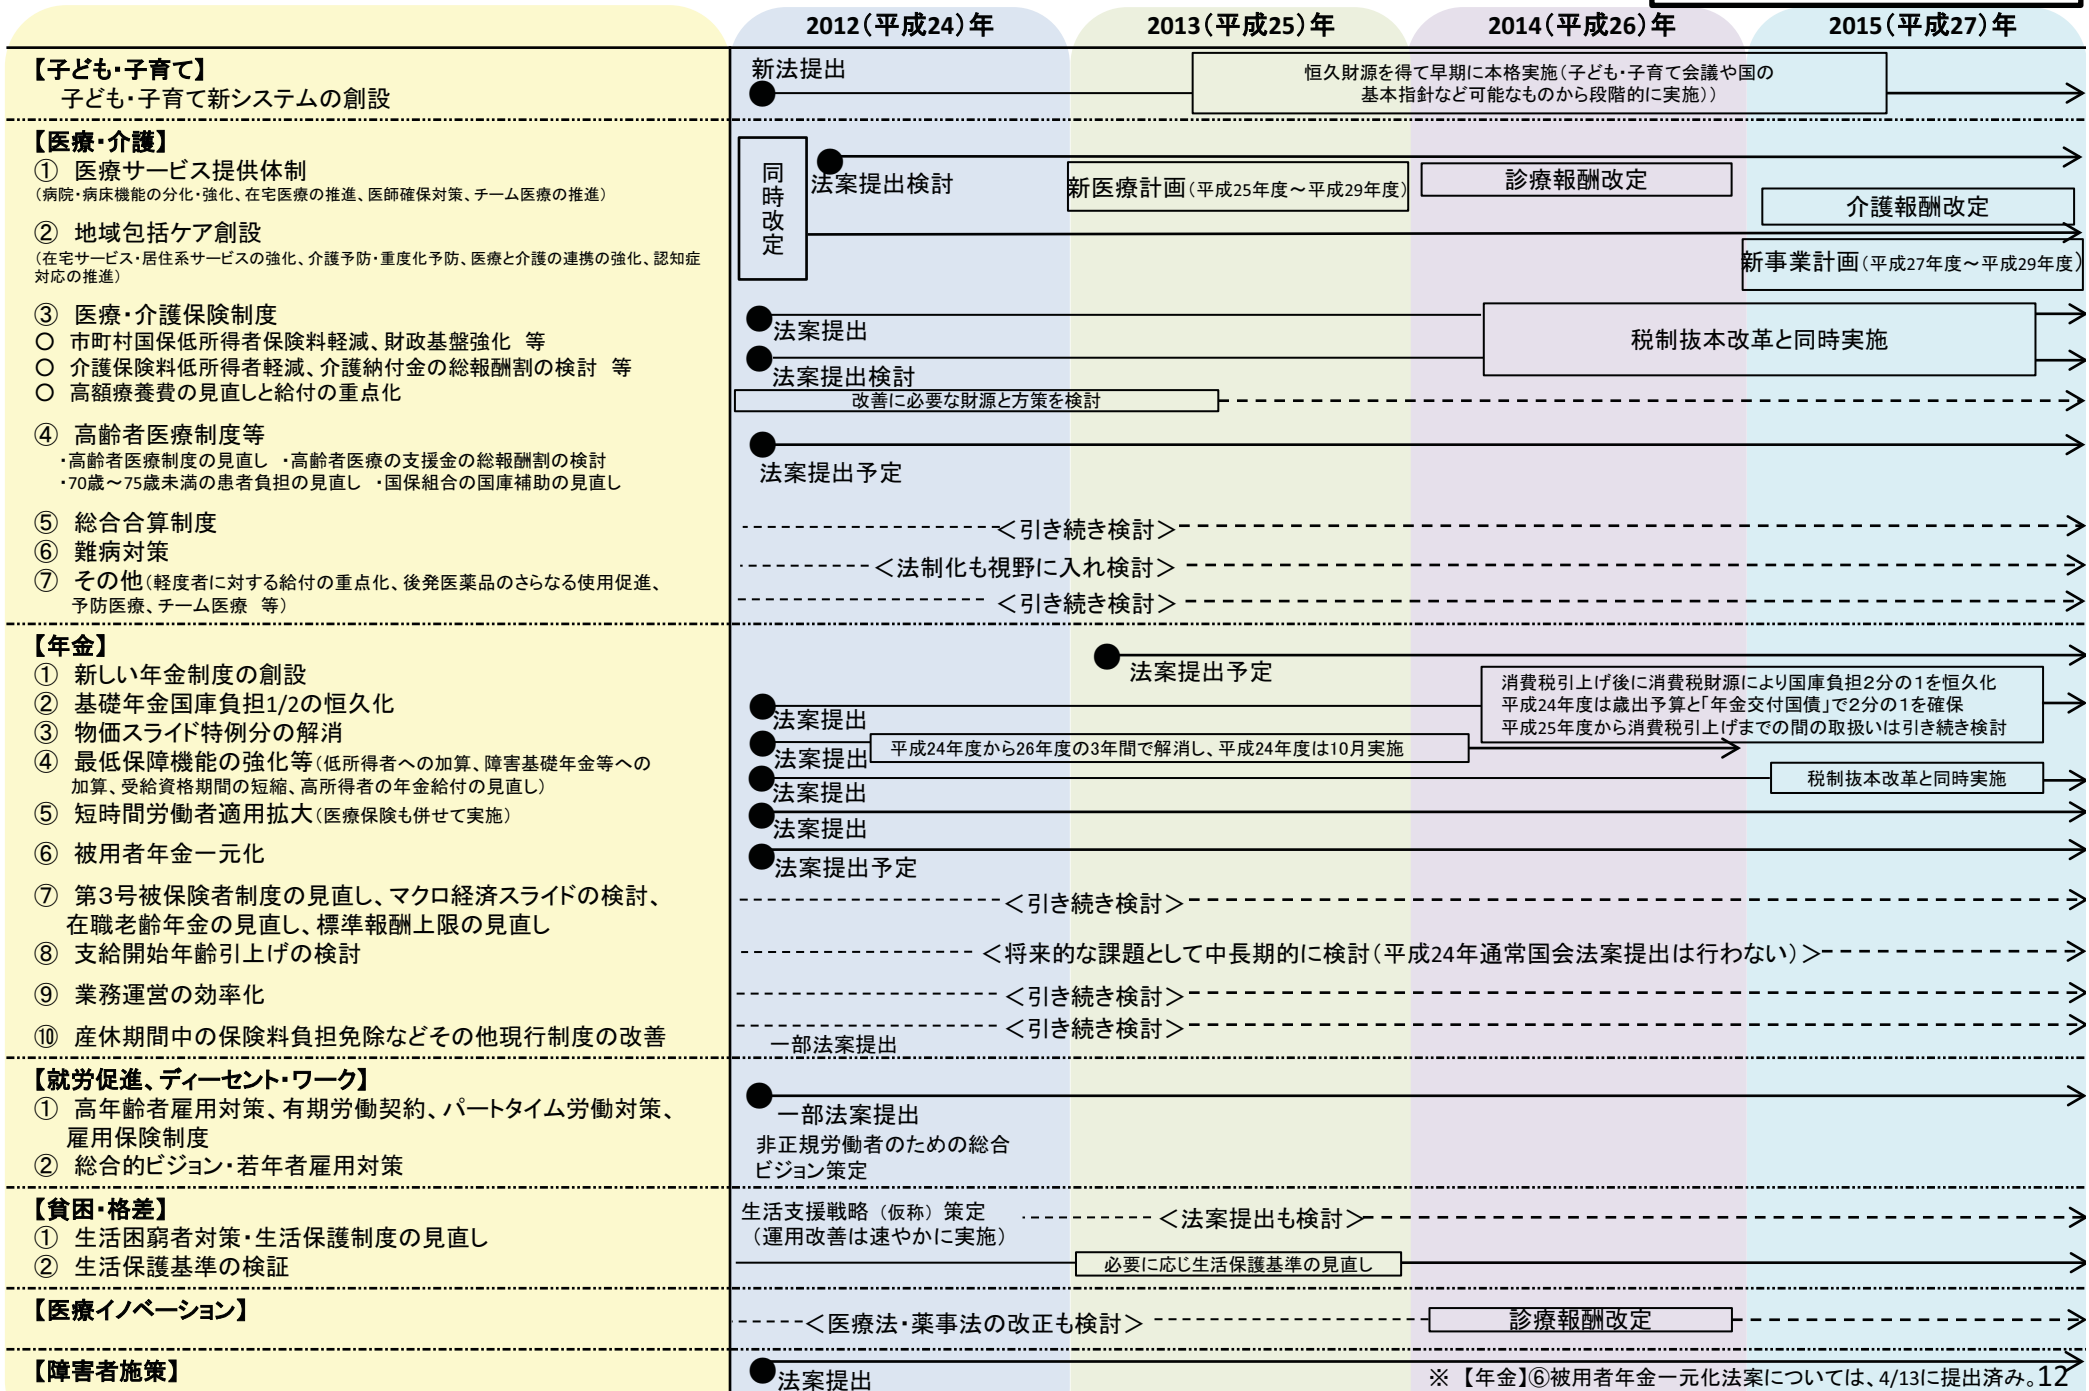 2012（平成24）年
2013（平成25）年
2014（平成26）年
2015（平成27）年
【子ども・子育て】
子ども・子育て新システムの創設
新法提出
恒久財源を得て早期に本格実施（子ども・子育て会議や国の
基本指針など可能なものから段階的に実施））
【医療・介護】
① 医療サービス提供体制
（病院・病床機能の分化・強化、在宅医療の推進、医師確保対策、チーム医療の推進）
② 地域包括ケア創設
（在宅サービス・居住系サービスの強化、介護予防・重度化予防、医療と介護の連携の強化、認知症
対応の推進）
同時改定
法案提出検討
新医療計画（平成25年度～平成29年度）
診療報酬改定
介護報酬改定
新事業計画（平成27年度～平成29年度）
③ 医療・介護保険制度
○ 市町村国保低所得者保険料軽減、財政基盤強化 等
○ 介護保険料低所得者軽減、介護納付金の総報酬割の検討 等
○ 高額療養費の見直しと給付の重点化
法案提出
法案提出検討
税制抜本改革と同時実施
改善に必要な財源と方策を検討
④ 高齢者医療制度等
・高齢者医療制度の見直し ・高齢者医療の支援金の総報酬割の検討
・70歳～75歳未満の患者負担の見直し ・国保組合の国庫補助の見直し
法案提出予定
⑤ 総合合算制度
＜引き続き検討＞
⑥ 難病対策
＜法制化も視野に入れ検討＞
⑦ その他（軽度者に対する給付の重点化、後発医薬品のさらなる使用促進、
予防医療、チーム医療 等）
＜引き続き検討＞
【年金】
① 新しい年金制度の創設
法案提出予定
② 基礎年金国庫負担1/2の恒久化
法案提出
消費税引上げ後に消費税財源により国庫負担２分の１を恒久化
平成24年度は歳出予算と「年金交付国債」で２分の１を確保
平成25年度から消費税引上げまでの間の取扱いは引き続き検討
③ 物価スライド特例分の解消
法案提出
平成24年度から26年度の3年間で解消し、平成24年度は10月実施
④ 最低保障機能の強化等（低所得者への加算、障害基礎年金等への
加算、受給資格期間の短縮、高所得者の年金給付の見直し）
法案提出
税制抜本改革と同時実施
⑤ 短時間労働者適用拡大（医療保険も併せて実施）
法案提出
⑥ 被用者年金一元化
法案提出予定
⑦ 第３号被保険者制度の見直し、マクロ経済スライドの検討、
在職老齢年金の見直し、標準報酬上限の見直し
＜引き続き検討＞
⑧ 支給開始年齢引上げの検討
＜将来的な課題として中長期的に検討（平成24年通常国会法案提出は行わない）＞
⑨ 業務運営の効率化
＜引き続き検討＞
⑩ 産休期間中の保険料負担免除などその他現行制度の改善
＜引き続き検討＞
一部法案提出
【就労促進、ディーセント・ワーク】
① 高年齢者雇用対策、有期労働契約、パートタイム労働対策、
雇用保険制度
② 総合的ビジョン・若年者雇用対策
一部法案提出
非正規労働者のための総合
ビジョン策定
【貧困・格差】
① 生活困窮者対策・生活保護制度の見直し
② 生活保護基準の検証
生活支援戦略（仮称）策定
（運用改善は速やかに実施）
＜法案提出も検討＞
必要に応じ生活保護基準の見直し
【医療イノベーション】
＜医療法・薬事法の改正も検討＞
診療報酬改定
【障害者施策】
法案提出
※ 【年金】⑥被用者年金一元化法案については、4/13に提出済み。
12